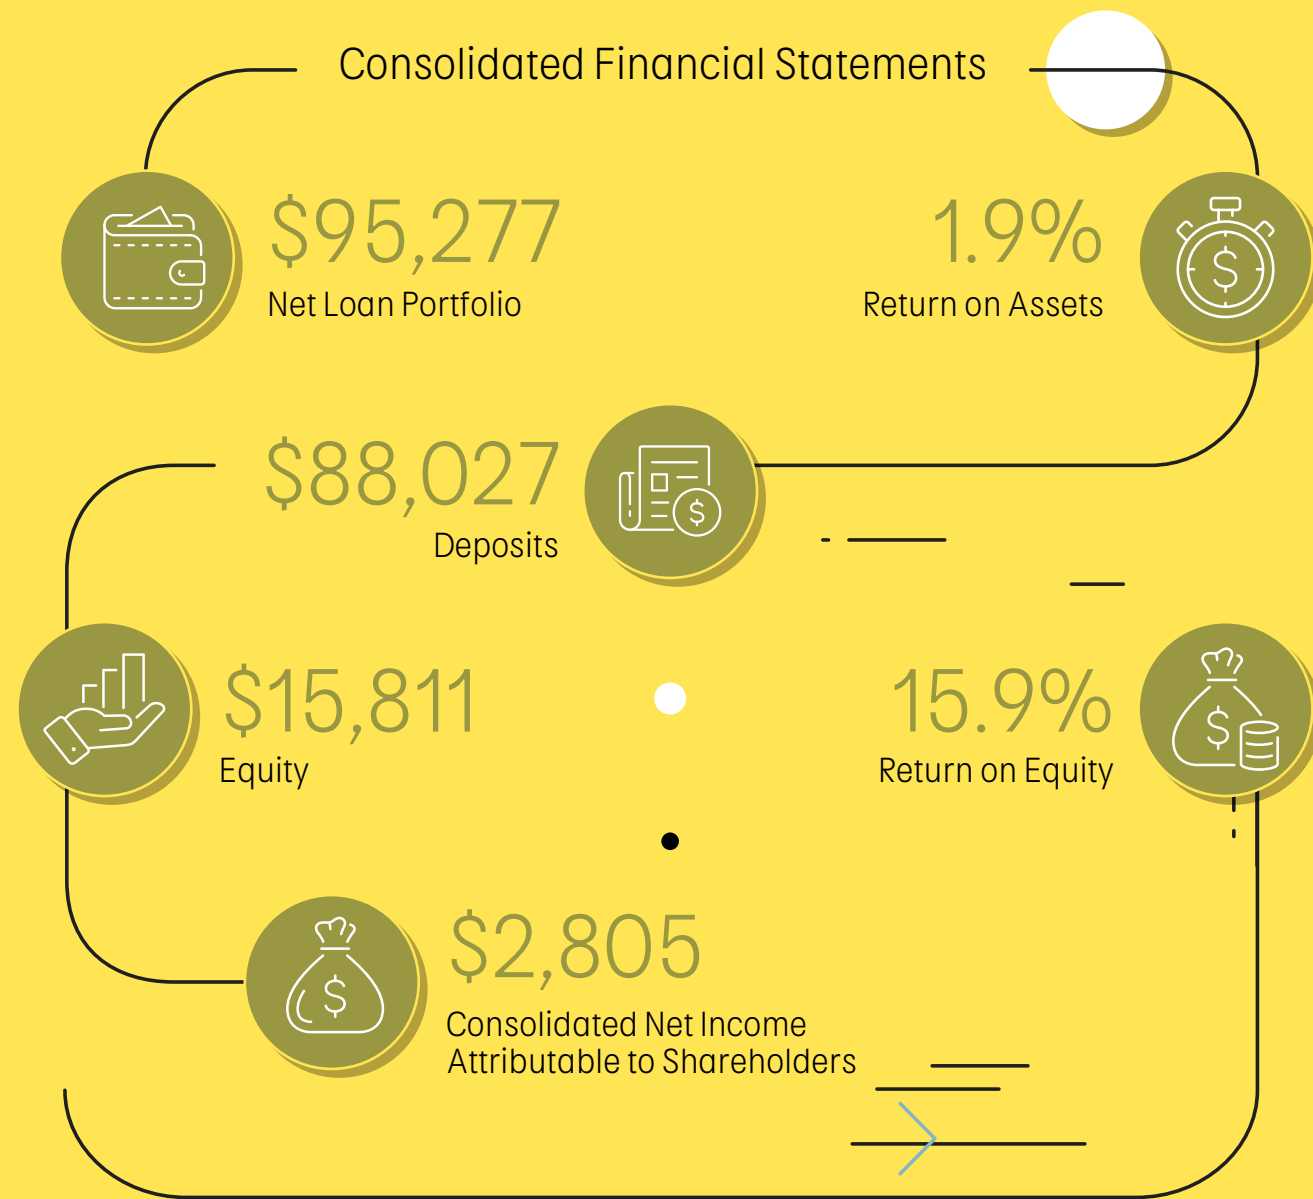 Consolidated Financial Statements
$95,277
Net Loan Portfolio
1.9%
Return on Assets
$88,027
Deposits
$15,811
Equity
15.9%
Return on Equity
$2,805
Consolidated Net Income
Attributable to Shareholders